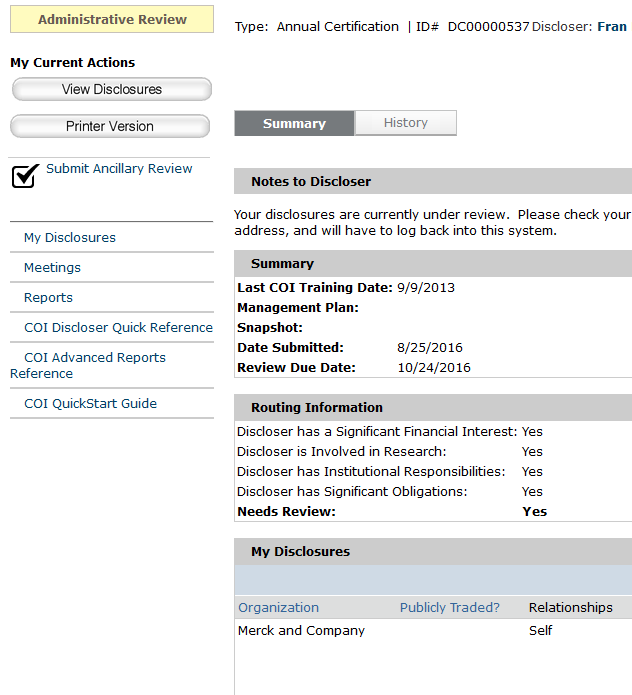 Administrative Review
Type: Annual Certification | ID# DC00000537 Discloser: Fran
My Current Actions
View Disclosures
Printer Version
Submit Ancillary Review
My Disclosures
Meetings
Reports
COI Discloser Quick Reference
COI Advanced Reports
Reference
COI QuickStart Guide
Summary
History
Notes to Discloser
Your disclosures are currently under review. Please check your
address, and will have to log back into this system.
Summary
Last COI Training Date: 9/9/2013
Management Plan:
Snapshot:
Date Submitted: 8/25/2016
Review Due Date: 10/24/2016
Routing Information
Discloser has a Significant Financial Interest: Yes
Discloser is Involved in Research: Yes
Discloser has Institutional Responsibilities: Yes
Discloser has Significant Obligations: Yes
Needs Review: Yes
My Disclosures
Organization Publicly Traded? Relationships
Merck and Company Self